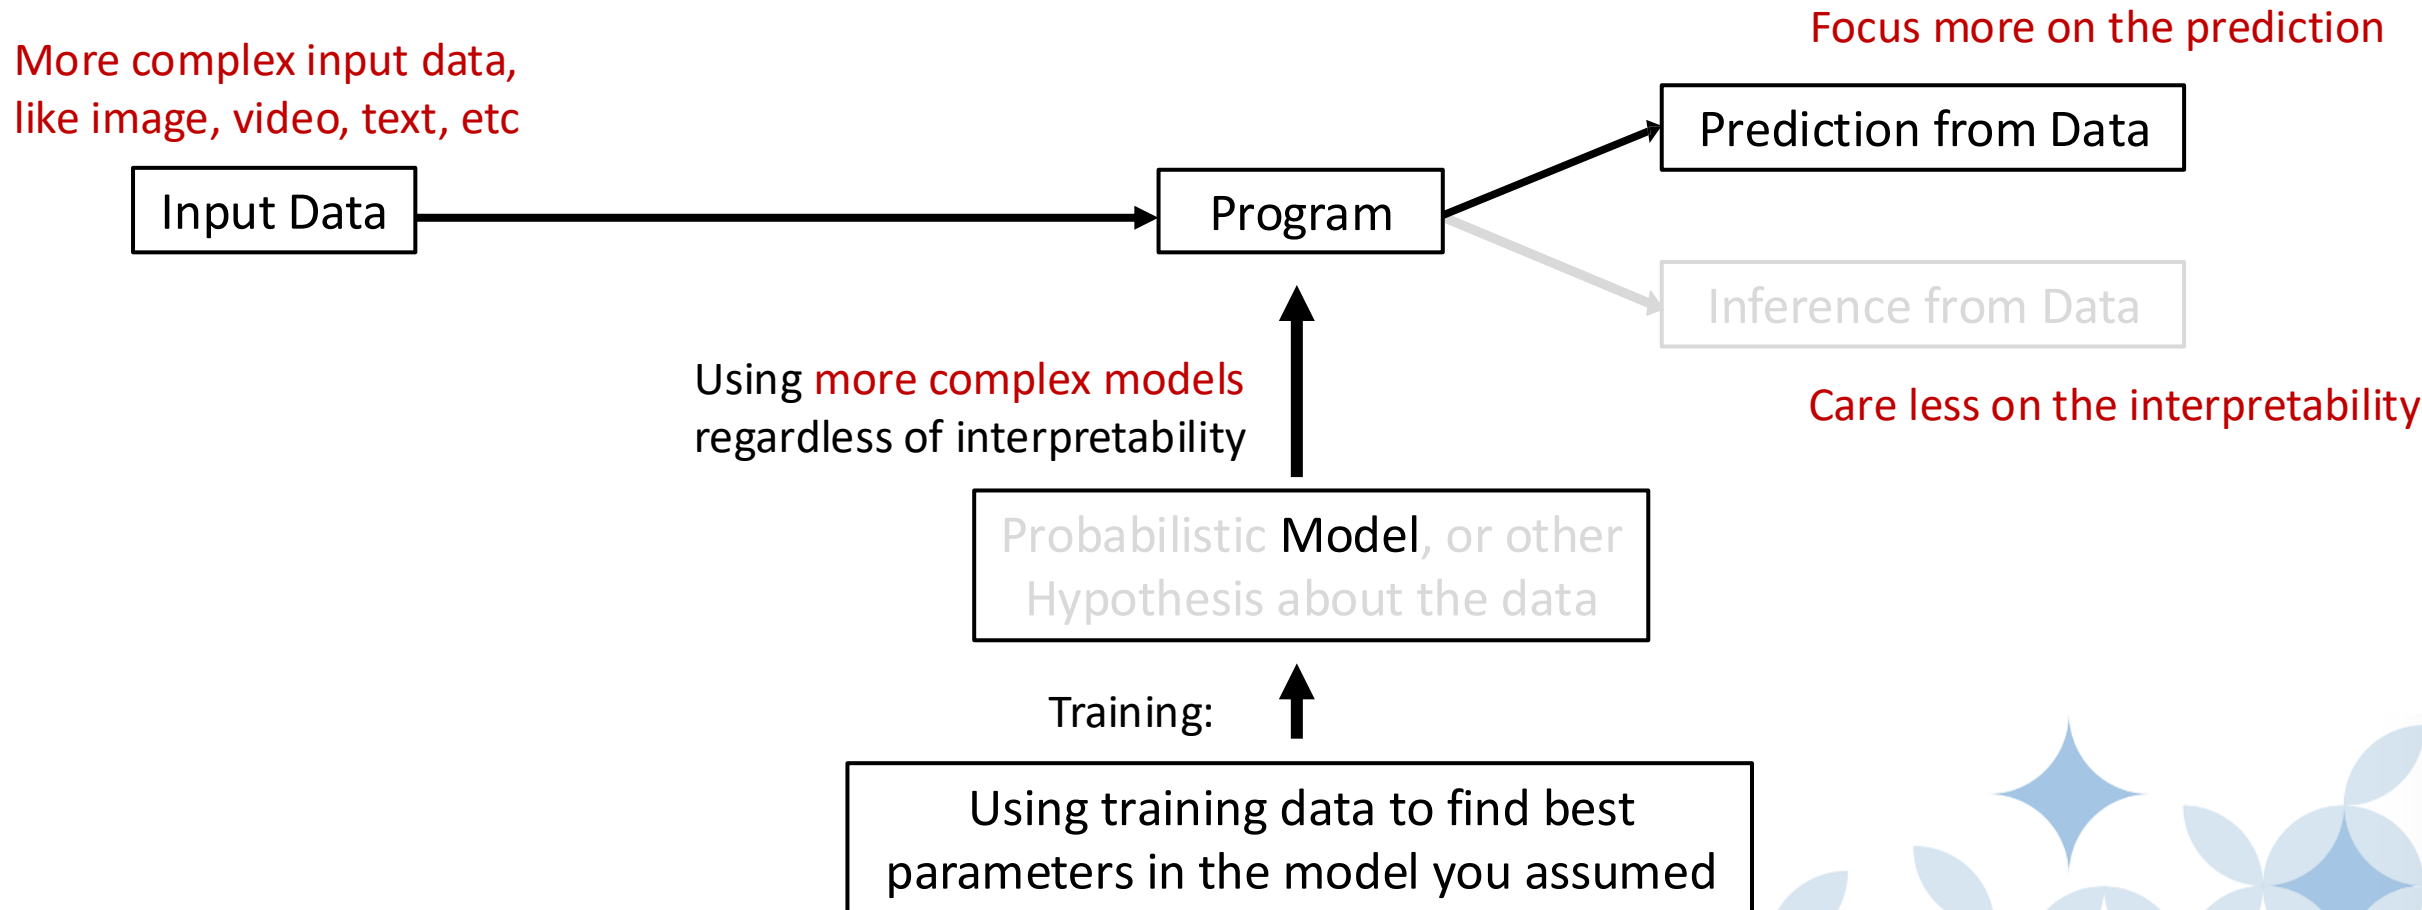 Focus more on the prediction
More complex input data,
like image, video, text, etc
Prediction from Data
Input Data
Program
Inference from Data
Using more complex models
regardless of interpretability
Care less on the interpretability
Probabilistic Model, or other
Hypothesis about the data
Training:
Using training data to find best
parameters in the model you assumed